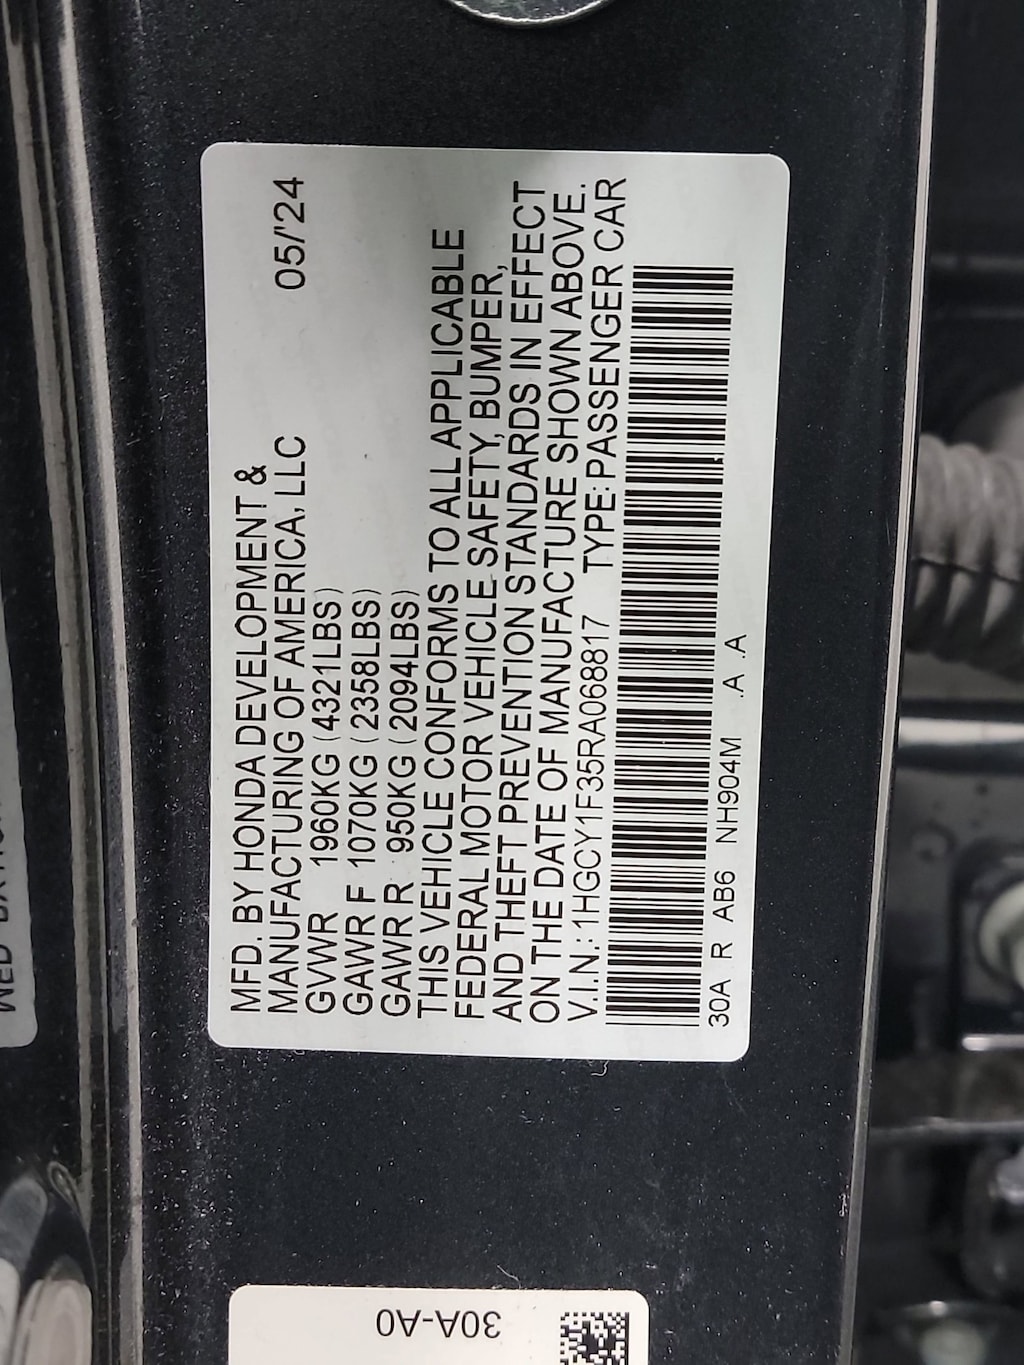 MFD. BY HONDA DEVELOPMENT &
MANUFACTURING OF AMERICA, LLC 05/'24
GVWR 1960KG (4321LBS)
GAWR F 1070KG (2358LBS)
GAWR R 950KG (2094LBS)
THIS VEHICLE CONFORMS TO ALL APPLICABLE
FEDERAL MOTOR VEHICLE SAFETY, BUMPER,
AND THEFT PREVENTION STANDARDS IN EFFECT
ON THE DATE OF MANUFACTURE SHOWN ABOVE.
V.I.N.: 1HGCY1F35RA068817 TYPE: PASSENGER CAR
30A R AB6 NH904M .A .A
30A-A0